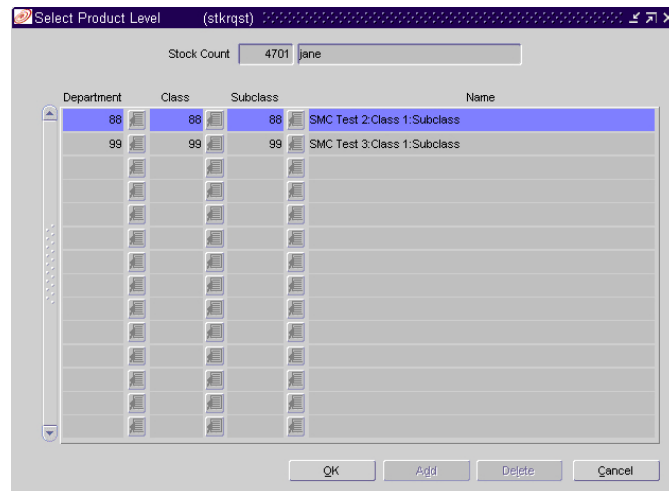 Select Product Level (stkrqst)
Stock Count 4701 jane
Department Class Subclass Name
88 88 88 SMC Test 2:Class 1:Subclass
99 99 99 SMC Test 3:Class 1:Subclass
OK Add Delete Cancel